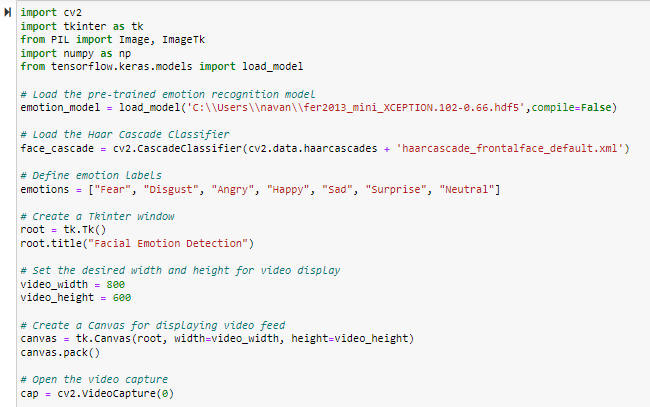 import cv2
import tkinter as tk
from PIL import Image, ImageTk
import numpy as np
from tensorflow.keras.models import load_model
# Load the pre-trained emotion recognition model
emotion_model = load_model('C:\\Users\\navan\\fer2013_mini_XCEPTION.102-0.66.hdf5',compile=False)
# Load the Haar Cascade Classifier
face_cascade = cv2.CascadeClassifier(cv2.data.haarcascades + 'haarcascade_frontalface_default.xml')
# Define emotion labels
emotions = ["Fear", "Disgust", "Angry", "Happy", "Sad", "Surprise", "Neutral"]
# Create a Tkinter window
root = tk.Tk()
root.title("Facial Emotion Detection")
# Set the desired width and height for video display
video_width = 800
video_height = 600
# Create a Canvas for displaying video feed
canvas = tk.Canvas(root, width=video_width, height=video_height)
canvas.pack()
# Open the video capture
cap = cv2.VideoCapture(0)